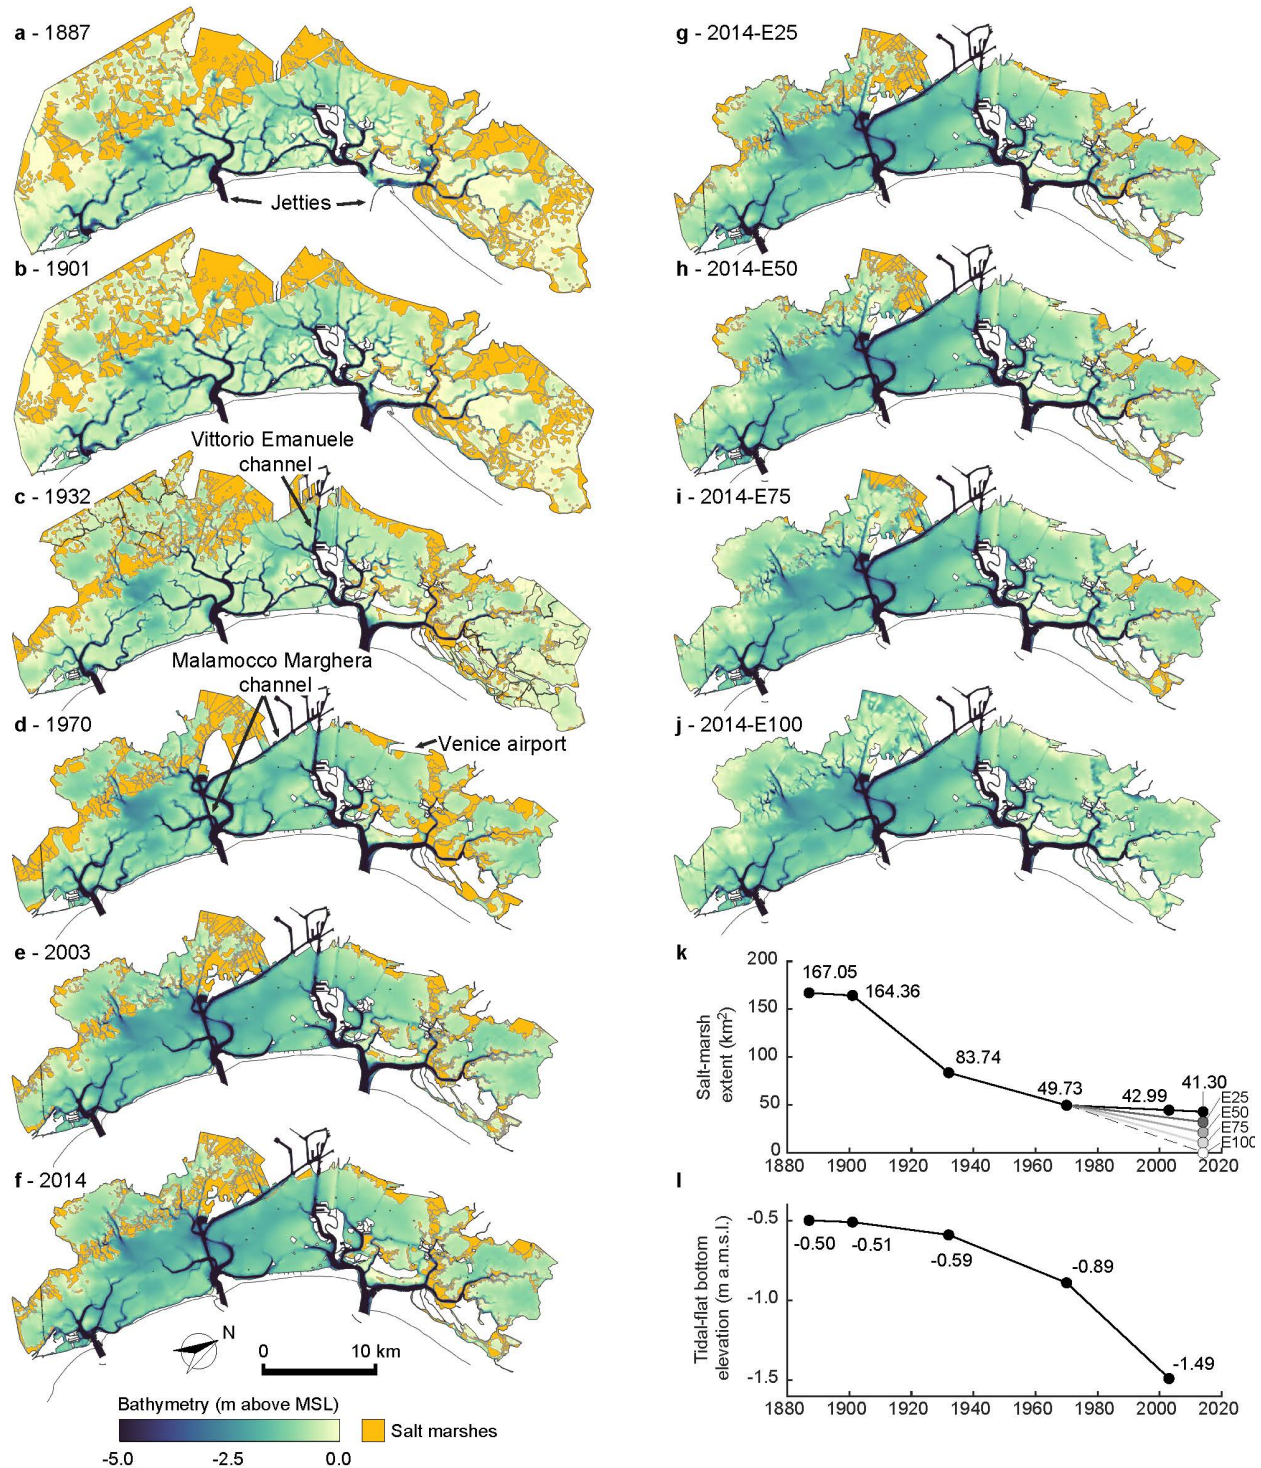 a - 1887
Jetties
b - 1901
Vittorio Emanuele
channel
c - 1932
Malamocco Marghera
channel
d - 1970
Venice airport
e - 2003
f - 2014
N
0 10 km
Bathymetry (m above MSL)
-5.0 -2.5 0.0
Salt marshes
g - 2014-E25
h - 2014-E50
i - 2014-E75
j - 2014-E100
k
Salt-marsh
extent (km2)
200
150
100
50
0
167.05
164.36
83.74
49.73
42.99
41.30
E25
E50
E75
E100
1880 1900 1920 1940 1960 1980 2000 2020
l
Tidal-flat bottom
elevation (m a.m.s.l.)
-0.5
-1.0
-1.5
-0.50
-0.51
-0.59
-0.89
-1.49
1880 1900 1920 1940 1960 1980 2000 2020